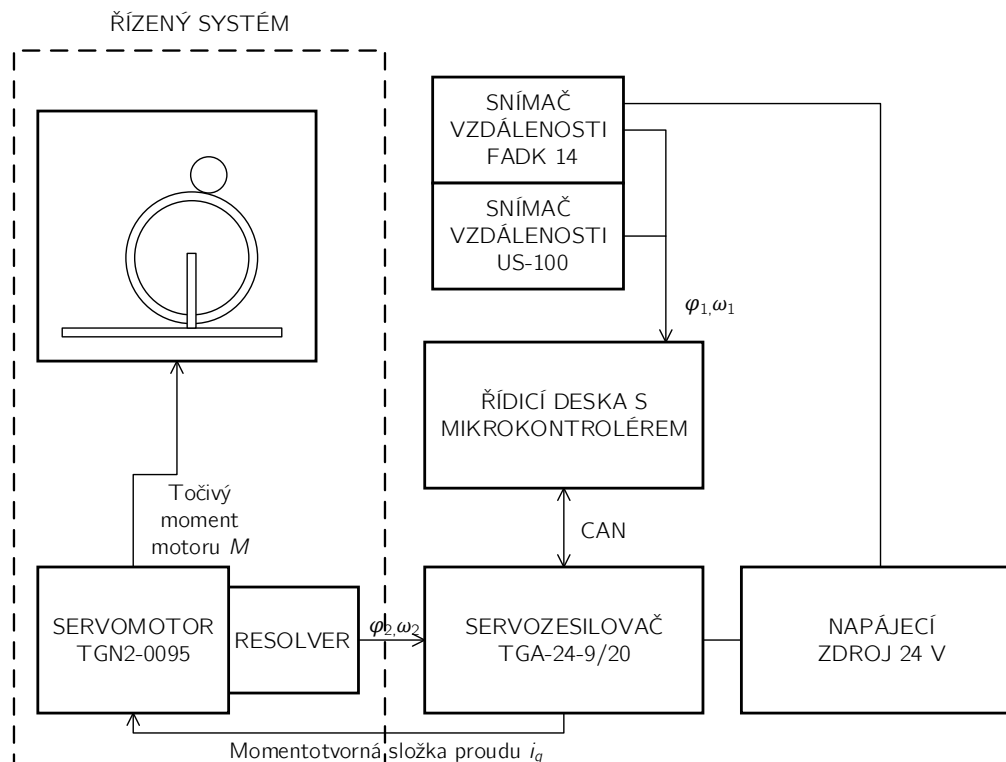 ŘÍZENÝ SYSTÉM
SNÍMAČ
VZDÁLENOSTI
FADK 14
SNÍMAČ
VZDÁLENOSTI
US-100
φ1,ω1
ŘÍDICÍ DESKA S
MIKROKONTROLÉREM
Točivý
moment
motoru M
CAN
SERVOMOTOR
TGN2-0095
RESOLVER
φ2,ω2
SERVOZESILOVAČ
TGA-24-9/20
NAPÁJECÍ
ZDROJ 24 V
Momentotvorná složka proudu iq